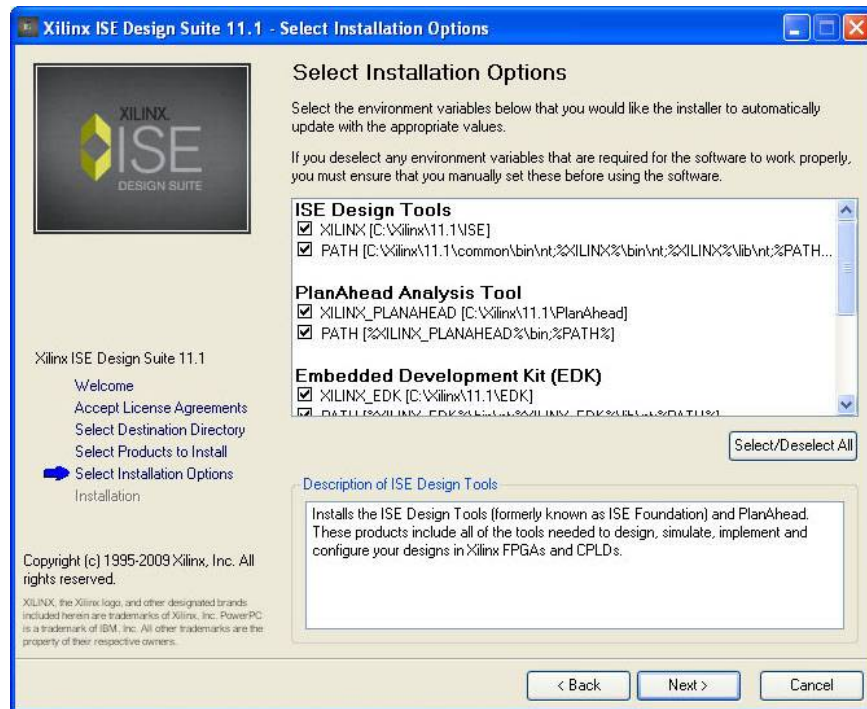 Xilinx ISE Design Suite 11.1 - Select Installation Options
XILINX
ISE
DESIGN SUITE
Xilinx ISE Design Suite 11.1
Welcome
Accept License Agreements
Select Destination Directory
Select Products to Install
Select Installation Options
Installation
Copyright (c) 1995-2009 Xilinx, Inc. All
rights reserved.
XILINX, the Xilinx logo, and other designated brands
included herein are trademarks of Xilinx, Inc. PowerPC
is a trademark of IBM, Inc. All other trademarks are the
property of their respective owners.
Select Installation Options
Select the environment variables below that you would like the installer to automatically
update with the appropriate values.
If you deselect any environment variables that are required for the software to work properly,
you must ensure that you manually set these before using the software.
ISE Design Tools
XILINX [C:\Xilinx\11.1\ISE]
PATH [C:\Xilinx\11.1\common\bin\nt;%XILINX%\bin\nt;%XILINX%\lib\nt;%PATH...
PlanAhead Analysis Tool
XILINX_PLANAHEAD [C:\Xilinx\11.1\PlanAhead]
PATH [%XILINX_PLANAHEAD%\bin;%PATH%]
Embedded Development Kit (EDK)
XILINX_EDK [C:\Xilinx\11.1\EDK]
PATH [%XILINX_EDK%\bin\nt;%XILINX_EDK%\lib\nt;%PATH%]
Select/Deselect All
Description of ISE Design Tools
Installs the ISE Design Tools (formerly known as ISE Foundation) and PlanAhead.
These products include all of the tools needed to design, simulate, implement and
configure your designs in Xilinx FPGAs and CPLDs.
< Back
Next >
Cancel